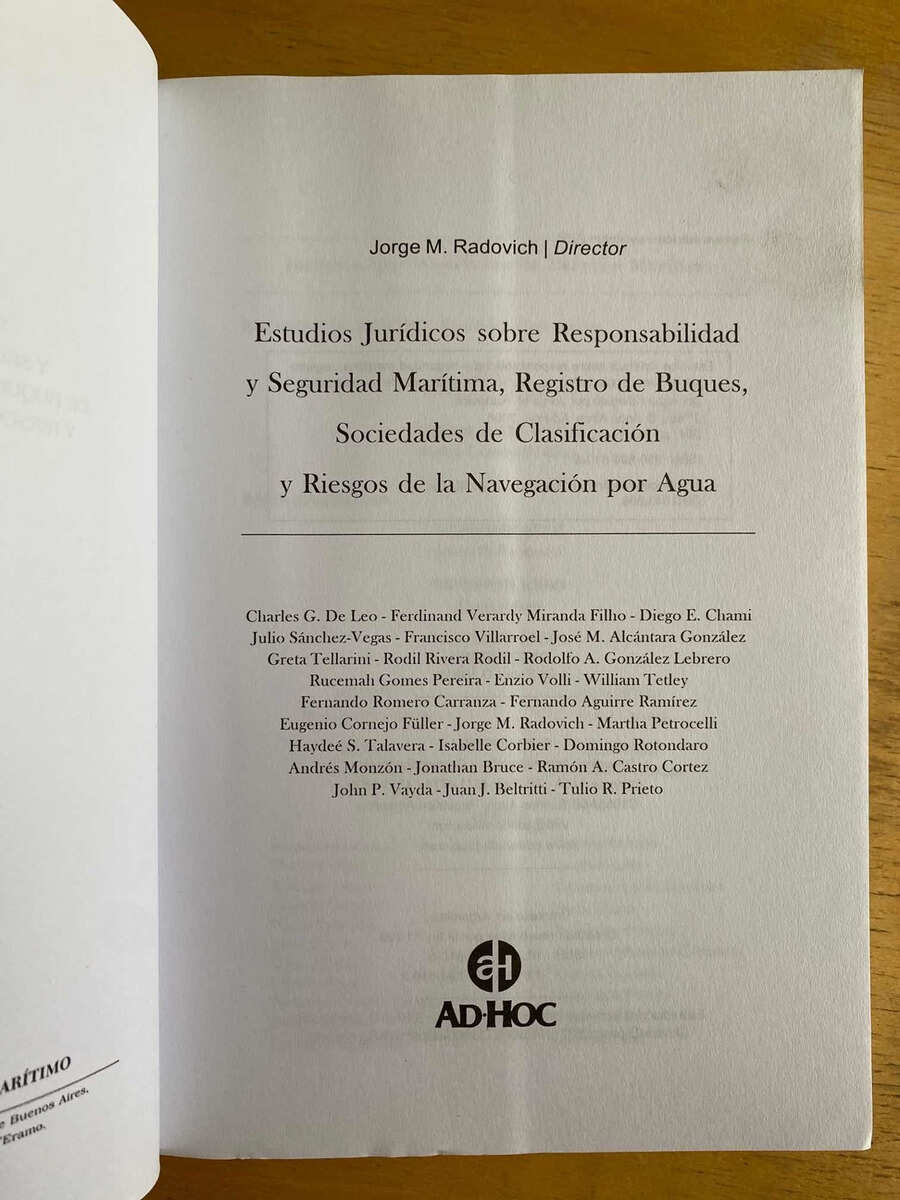 Jorge M. Radovich | Director
Estudios Jurídicos sobre Responsabilidad
y Seguridad Marítima, Registro de Buques,
Sociedades de Clasificación
y Riesgos de la Navegación por Agua
Charles G. De Leo - Ferdinand Verardy Miranda Filho - Diego E. Chami
Julio Sánchez-Vegas - Francisco Villarroel - José M. Alcántara González
Greta Tellarini - Rodil Rivera Rodil - Rodolfo A. González Lebrero
Rucemah Gomes Pereira - Enzio Volli - William Tetley
Fernando Romero Carranza - Fernando Aguirre Ramírez
Eugenio Cornejo Füller - Jorge M. Radovich - Martha Petrocelli
Haydeé S. Talavera - Isabelle Corbier - Domingo Rotondaro
Andrés Monzón - Jonathan Bruce - Ramón A. Castro Cortez
John P. Vayda - Juan J. Beltritti - Tulio R. Prieto
aH
AD·HOC
ARÍTIMO
e Buenos Aires.
'Eramo.